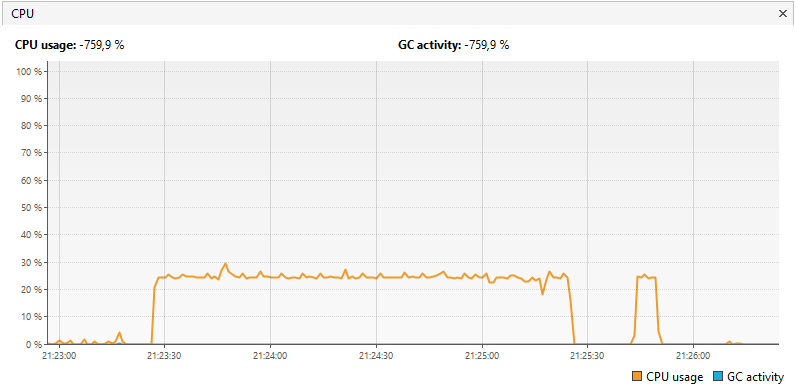 CPU ×
CPU usage: -759,9 % GC activity: -759,9 %
100 %
90 %
80 %
70 %
60 %
50 %
40 %
30 %
20 %
10 %
0 %
21:23:00 21:23:30 21:24:00 21:24:30 21:25:00 21:25:30 21:26:00
CPU usage GC activity